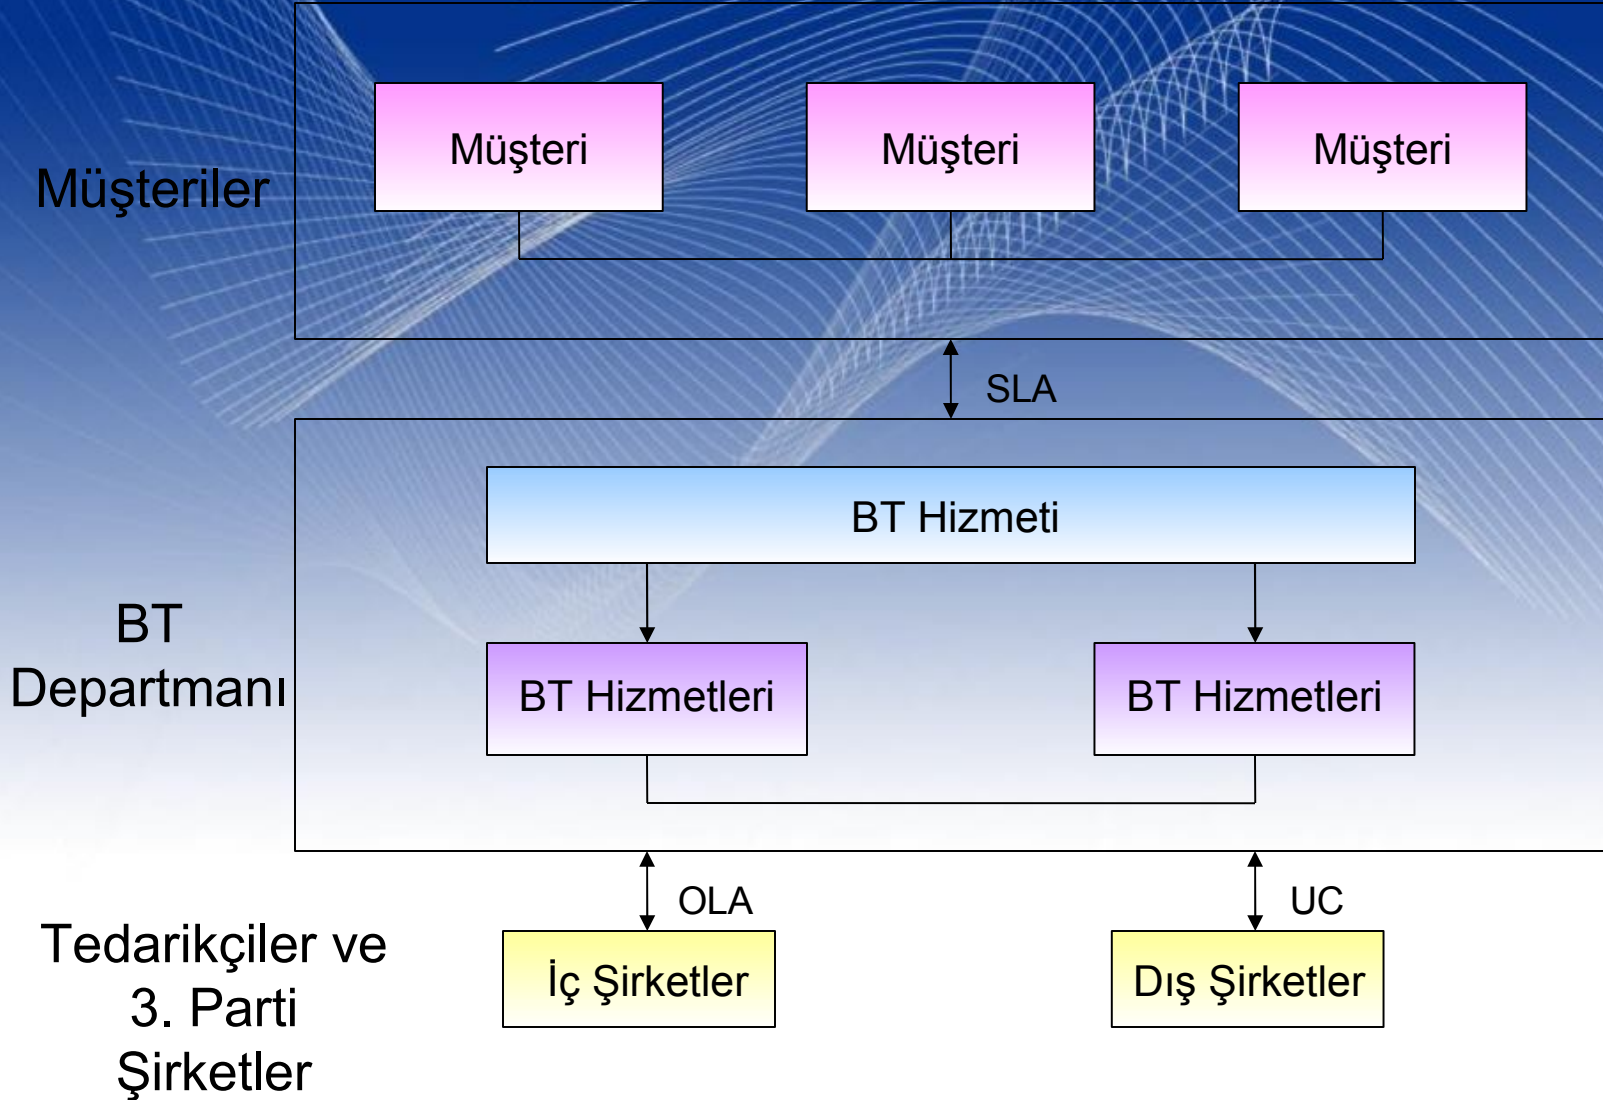 Müşteriler
Müşteri
Müşteri
Müşteri
SLA
BT
Departmanı
BT Hizmeti
BT Hizmetleri
BT Hizmetleri
OLA
UC
Tedarikçiler ve
3. Parti
Şirketler
İç Şirketler
Dış Şirketler